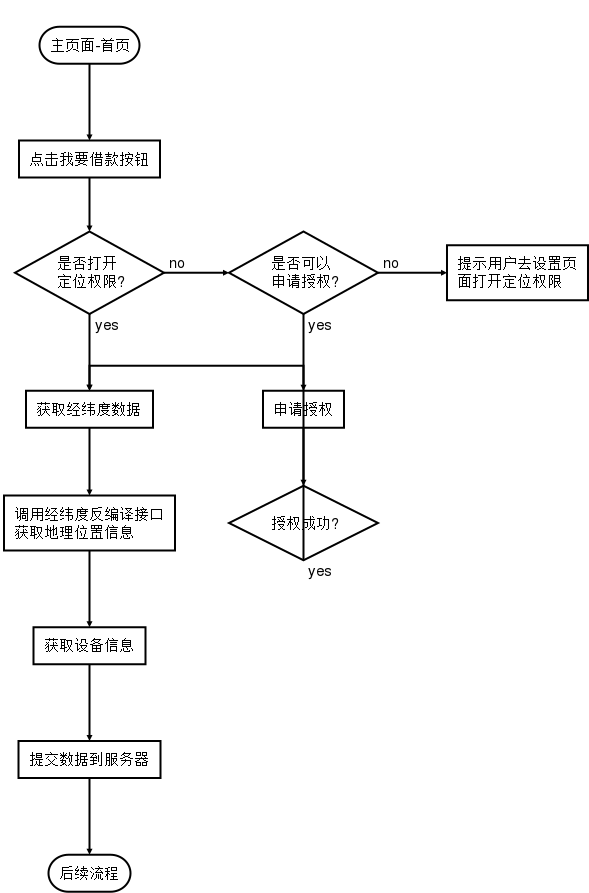 主页面-首页
点击我要借款按钮
是否打开
定位权限?
no
是否可以
申请授权?
no
提示用户去设置页
面打开定位权限
yes
yes
获取经纬度数据
申请授权
调用经纬度反编译接口
获取地理位置信息
授权成功?
yes
获取设备信息
提交数据到服务器
后续流程